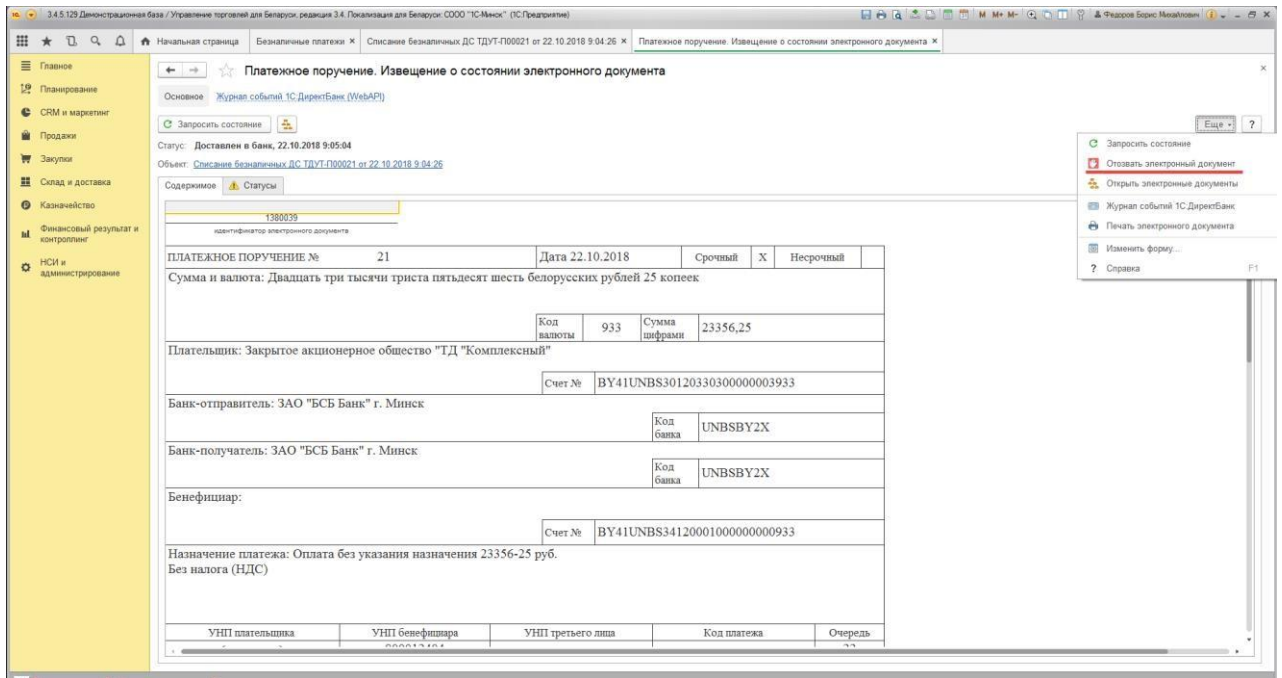 3.4.5.129 Демонстрационная база / Управление торговлей для Беларуси, редакция 3.4. Локализация для Беларуси: СООО "1С-Минск" (1С:Предприятие)
M M+ M-
Федоров Борис Михайлович
Начальная страница
Безналичные платежи ×
Списание безналичных ДС ТДУТ-П00021 от 22.10.2018 9:04:26 ×
Платежное поручение. Извещение о состоянии электронного документа ×
Главное
Планирование
CRM и маркетинг
Продажи
Закупки
Склад и доставка
Казначейство
Финансовый результат и
контроллинг
НСИ и
администрирование
Платежное поручение. Извещение о состоянии электронного документа
Основное Журнал событий 1С:ДиректБанк (WebAPI)
Запросить состояние
Еще
?
Статус: Доставлен в банк, 22.10.2018 9:05:04
Объект: Списание безналичных ДС ТДУТ-П00021 от 22.10.2018 9:04:26
Содержимое Статусы
Запросить состояние
Отозвать электронный документ
Открыть электронные документы
Журнал событий 1С:ДиректБанк
Печать электронного документа
Изменить форму...
? Справка F1
1380039
идентификатор электронного документа
ПЛАТЕЖНОЕ ПОРУЧЕНИЕ № 21 Дата 22.10.2018 Срочный X Несрочный
Сумма и валюта: Двадцать три тысячи триста пятьдесят шесть белорусских рублей 25 копеек
Код
валюты
933
Сумма
цифрами
23356,25
Плательщик: Закрытое акционерное общество "ТД "Комплексный"
Счет № BY41UNBS30120330300000003933
Банк-отправитель: ЗАО "БСБ Банк" г. Минск
Код
банка
UNBSBY2X
Банк-получатель: ЗАО "БСБ Банк" г. Минск
Код
банка
UNBSBY2X
Бенефициар:
Счет № BY41UNBS34120001000000000933
Назначение платежа: Оплата без указания назначения 23356-25 руб.
Без налога (НДС)
УНП плательщика УНП бенефициара УНП третьего лица Код платежа Очередь